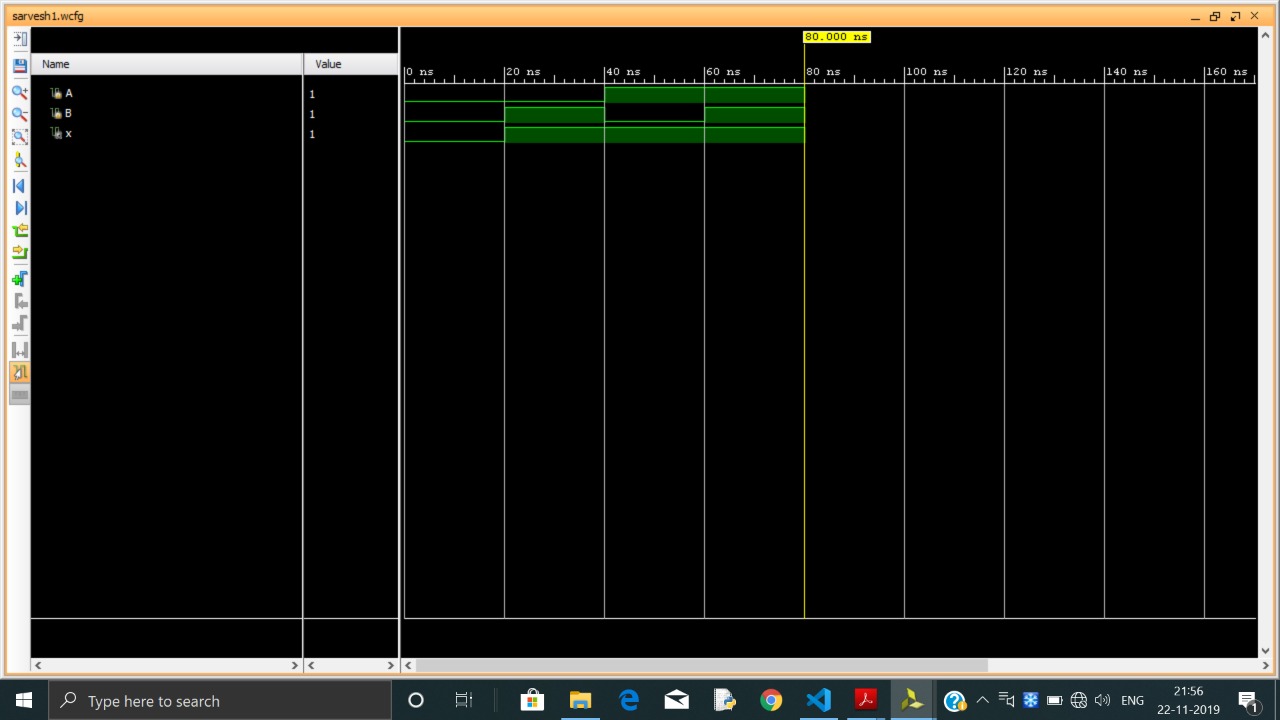 sarvesh1.wcfg
80.000 ns
Name Value
0 ns 20 ns 40 ns 60 ns 80 ns 100 ns 120 ns 140 ns 160 ns
A 1
B 1
x 1
Type here to search
ENG
21:56
22-11-2019
1